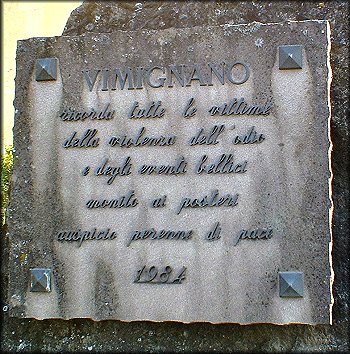 VIMIGNANO
ricorda tutte le vittime
della violenza dell'odio
e degli eventi bellici
monito ai posteri
auspicio perenne di pace
1984